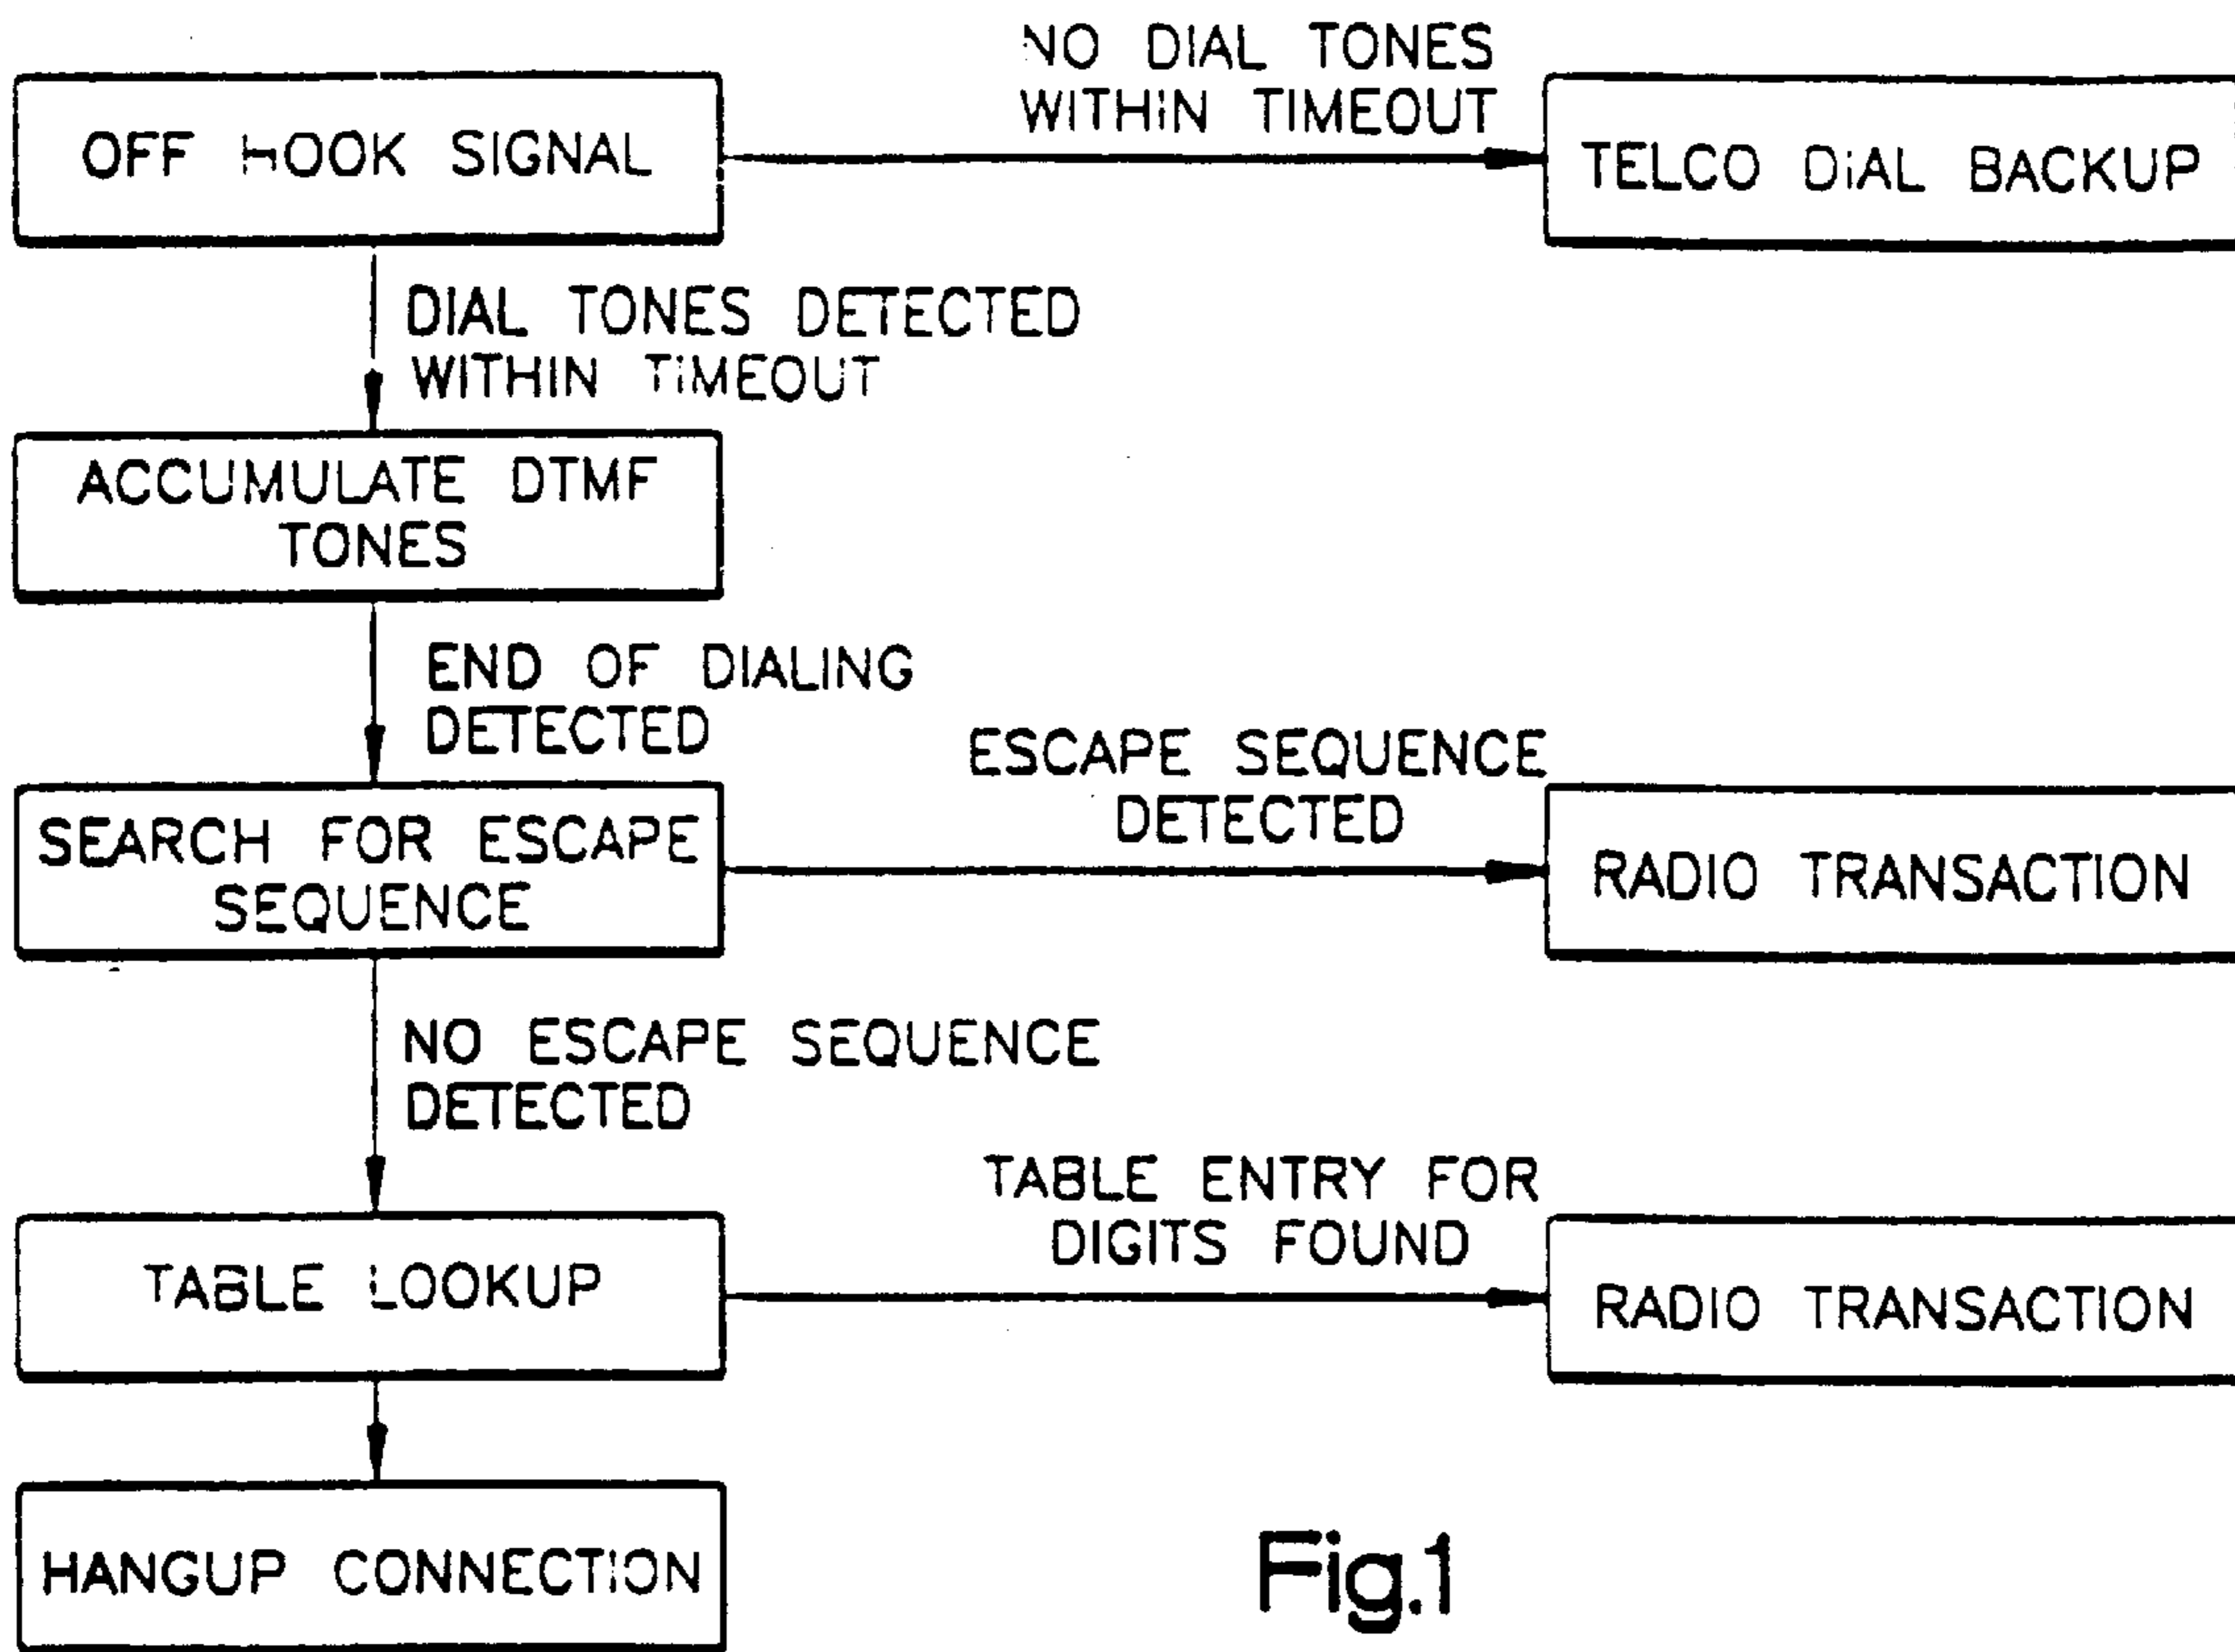 NO DIAL TONES
WITHIN TIMEOUT
OFF HOOK SIGNAL
TELCO DIAL BACKUP
DIAL TONES DETECTED
WITHIN TIMEOUT
ACCUMULATE DTMF
TONES
END OF DIALING
DETECTED
ESCAPE SEQUENCE
DETECTED
SEARCH FOR ESCAPE
SEQUENCE
RADIO TRANSACTION
NO ESCAPE SEQUENCE
DETECTED
TABLE ENTRY FOR
DIGITS FOUND
TABLE LOOKUP
RADIO TRANSACTION
HANGUP CONNECTION
Fig.1